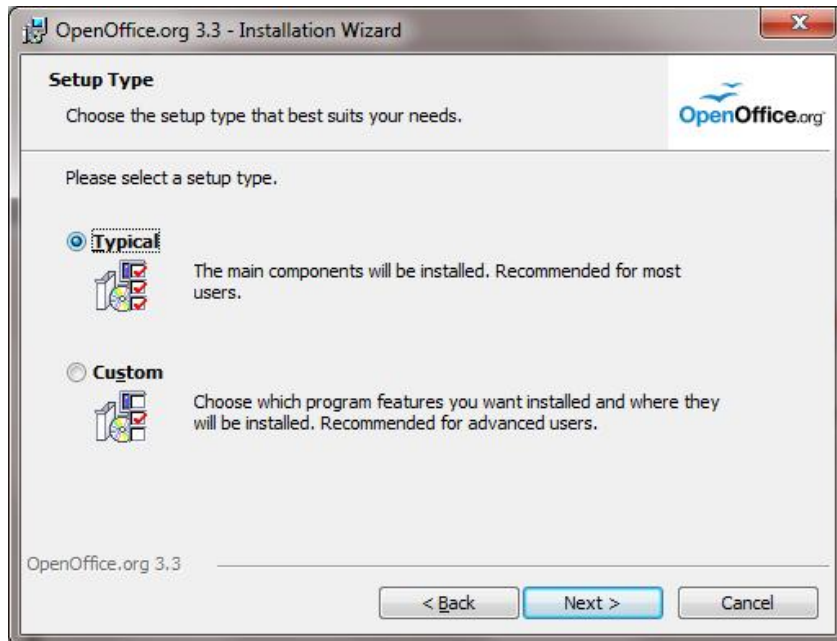 OpenOffice.org 3.3 - Installation Wizard
Setup Type
Choose the setup type that best suits your needs.
OpenOffice.org
Please select a setup type.
Typical
The main components will be installed. Recommended for most
users.
Custom
Choose which program features you want installed and where they
will be installed. Recommended for advanced users.
OpenOffice.org 3.3
< Back Next > Cancel